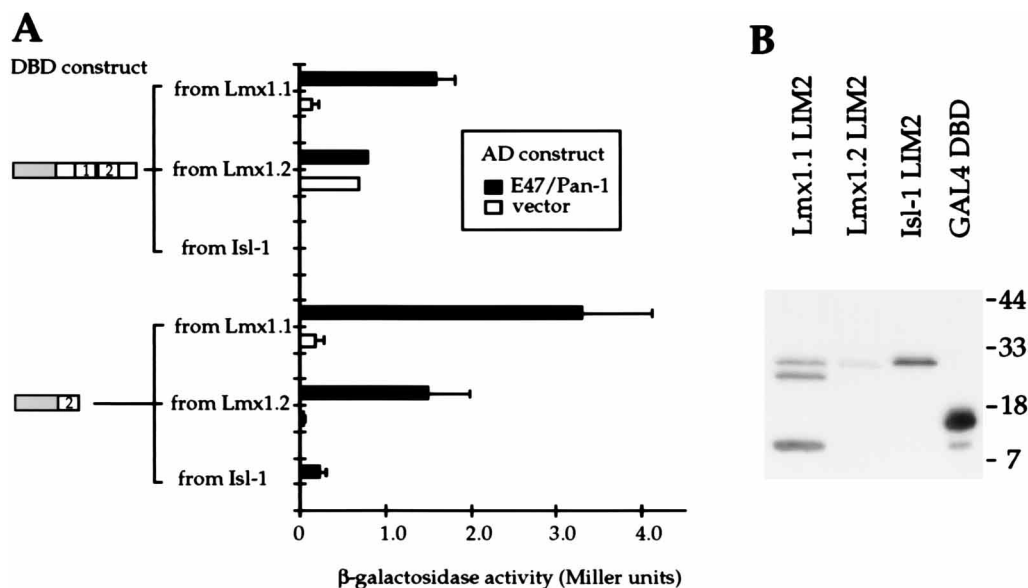 A
DBD construct
from Lmx1.1
1 2
from Lmx1.2
from Isl-1
from Lmx1.1
2
from Lmx1.2
from Isl-1
AD construct
E47/Pan-1
vector
0 1.0 2.0 3.0 4.0
β-galactosidase activity (Miller units)
B
Lmx1.1 LIM2
Lmx1.2 LIM2
Isl-1 LIM2
GAL4 DBD
-44
-33
-18
- 7